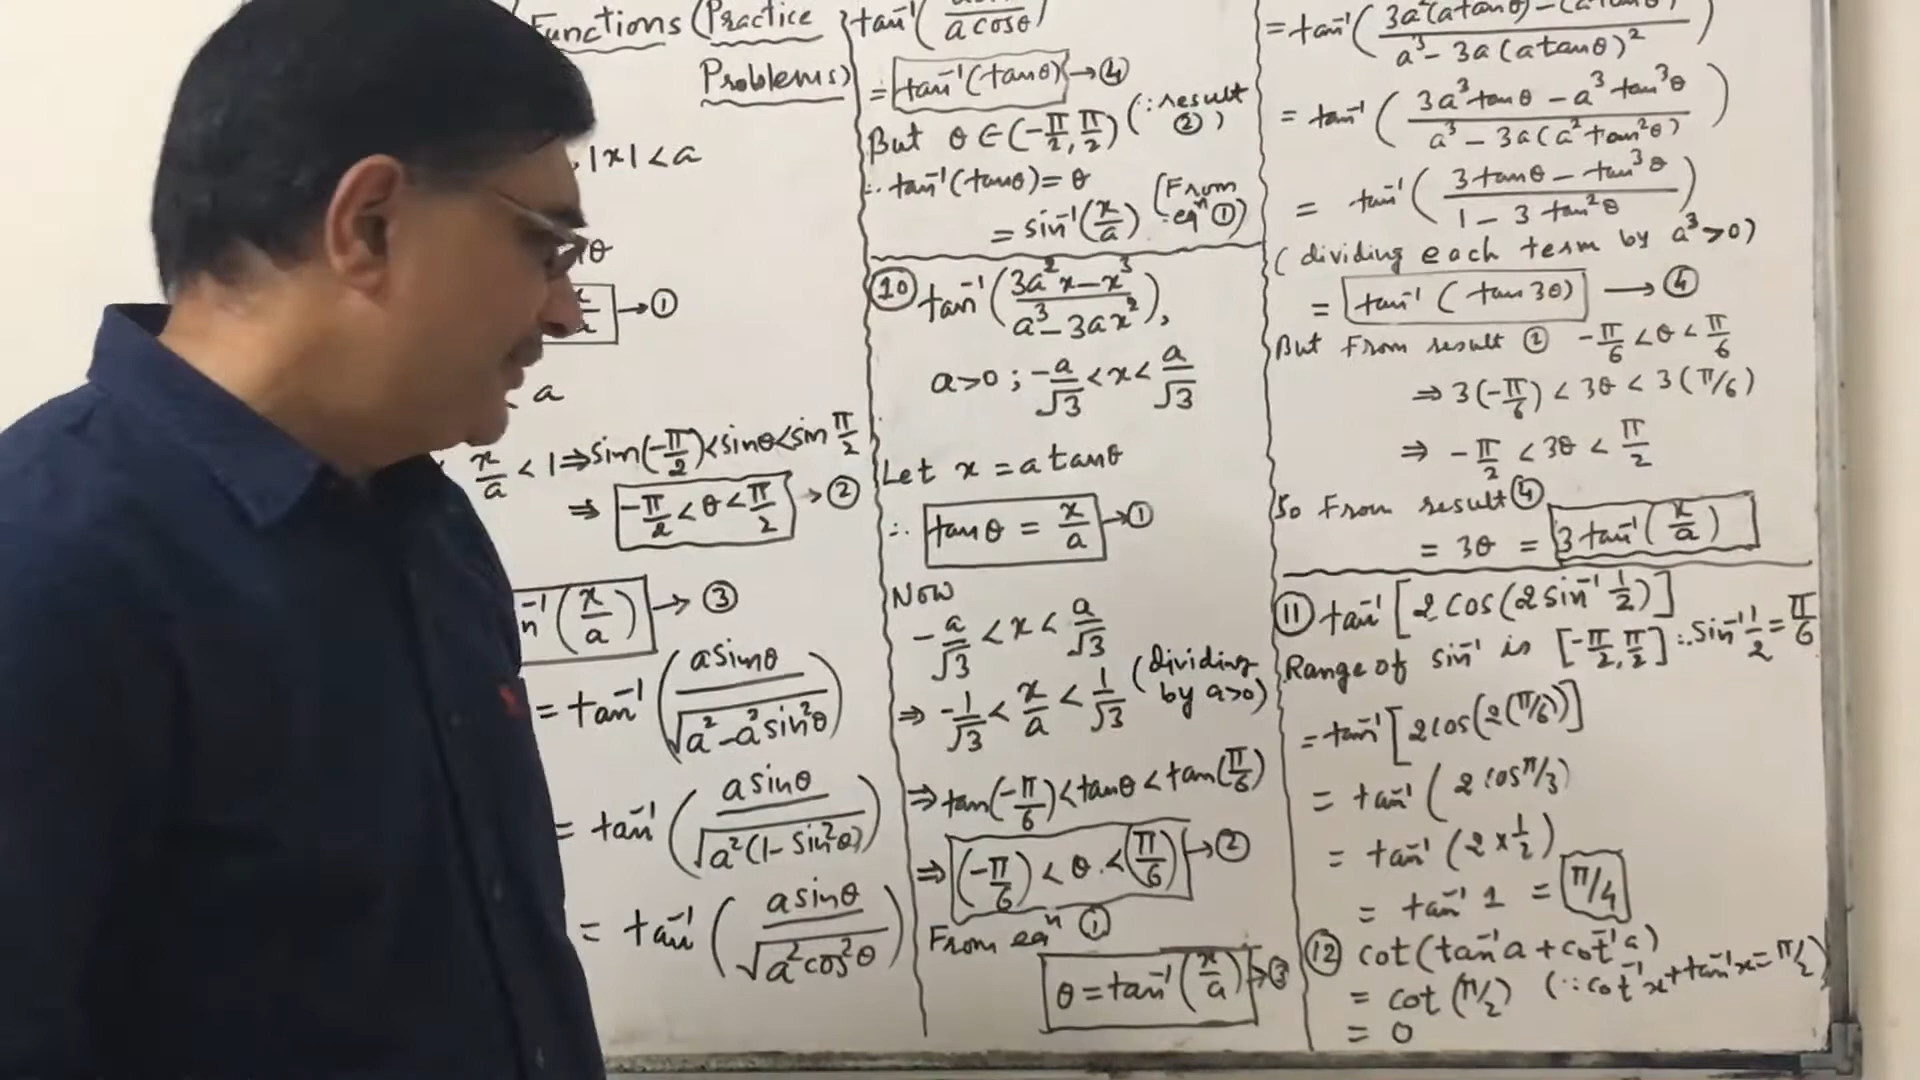 Functions (Practice
Problems)
, |x| < a
θ
→ ①
a
x/a < 1 ⇒ sin(-π/2) < sinθ < sin π/2
⇒ -π/2 < θ < π/2 → ②
(x/a) → ③
= tan⁻¹ (a sinθ / √(a² - a² sin²θ))
= tan⁻¹ (a sinθ / √(a²(1 - sin²θ)))
= tan⁻¹ (a sinθ / √(a² cos²θ))
tan⁻¹ ( / a cosθ)
= tan⁻¹ (tanθ) → ④
But θ ∈ (-π/2, π/2) (∵ result ②)
∴ tan⁻¹ (tanθ) = θ
= sin⁻¹ (x/a) (From eqⁿ ①)
⑩ tan⁻¹ ((3a²x - x³) / (a³ - 3ax²)),
a > 0 ; -a/√3 < x < a/√3
Let x = a tanθ
∴ tanθ = x/a → ①
Now
-a/√3 < x < a/√3
⇒ -1/√3 < x/a < 1/√3 (dividing by a>0)
⇒ tan(-π/6) < tanθ < tan(π/6)
⇒ (-π/6) < θ < (π/6) → ②
From eqⁿ ①
θ = tan⁻¹ (x/a) → ③
= tan⁻¹ ( / a³ - 3a (a tanθ)²)
= tan⁻¹ ((3a³ tanθ - a³ tan³θ) / (a³ - 3a (a² tan²θ)))
= tan⁻¹ ((3 tanθ - tan³θ) / (1 - 3 tan²θ))
(dividing each term by a³ > 0)
= tan⁻¹ (tan 3θ) → ④
But From result ② -π/6 < θ < π/6
⇒ 3(-π/6) < 3θ < 3(π/6)
⇒ -π/2 < 3θ < π/2
So From result ④
= 3θ = 3 tan⁻¹ (x/a)
⑪ tan⁻¹ [2 cos (2 sin⁻¹ 1/2)]
Range of sin⁻¹ is [-π/2, π/2] ∴ sin⁻¹ 1/2 = π/6
= tan⁻¹ [2 cos (2(π/6))]
= tan⁻¹ (2 cos π/3)
= tan⁻¹ (2 × 1/2)
= tan⁻¹ 1 = π/4
⑫ cot (tan⁻¹ a + cot⁻¹ a)
= cot (π/2) (∵ cot⁻¹ x + tan⁻¹ x = π/2)
= 0